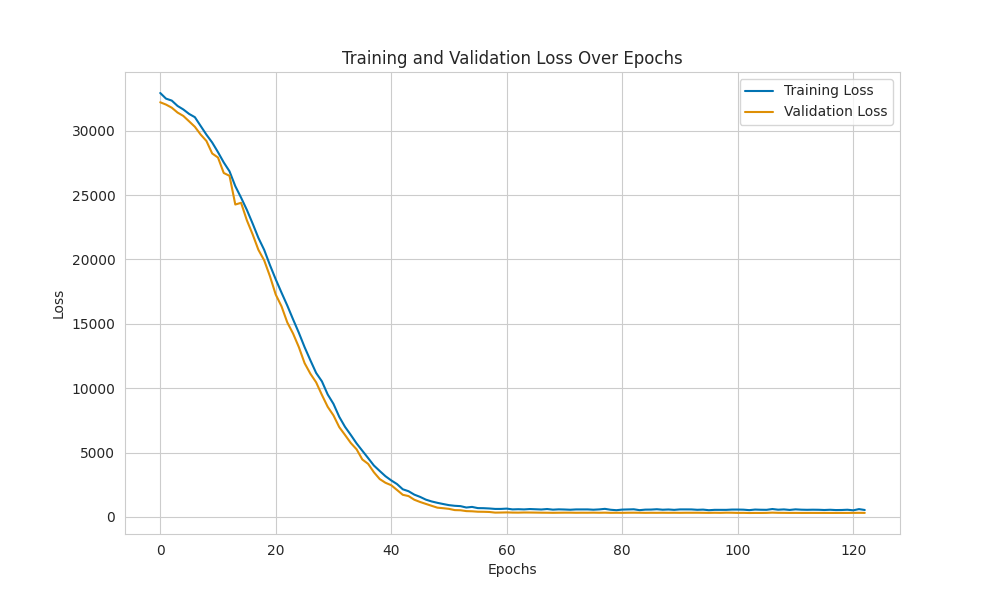 Training and Validation Loss Over Epochs
Training Loss
Validation Loss
30000
25000
20000
15000
10000
5000
0
Loss
0 20 40 60 80 100 120
Epochs